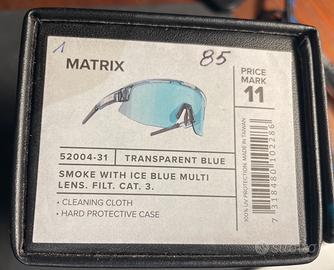 1
85
MATRIX
PRICE
MARK
11
52004-31 TRANSPARENT BLUE
SMOKE WITH ICE BLUE MULTI
LENS. FILT. CAT. 3.
• CLEANING CLOTH
• HARD PROTECTIVE CASE
100% UV PROTECTION. MADE IN TAIWAN
7 318480 102286
subito